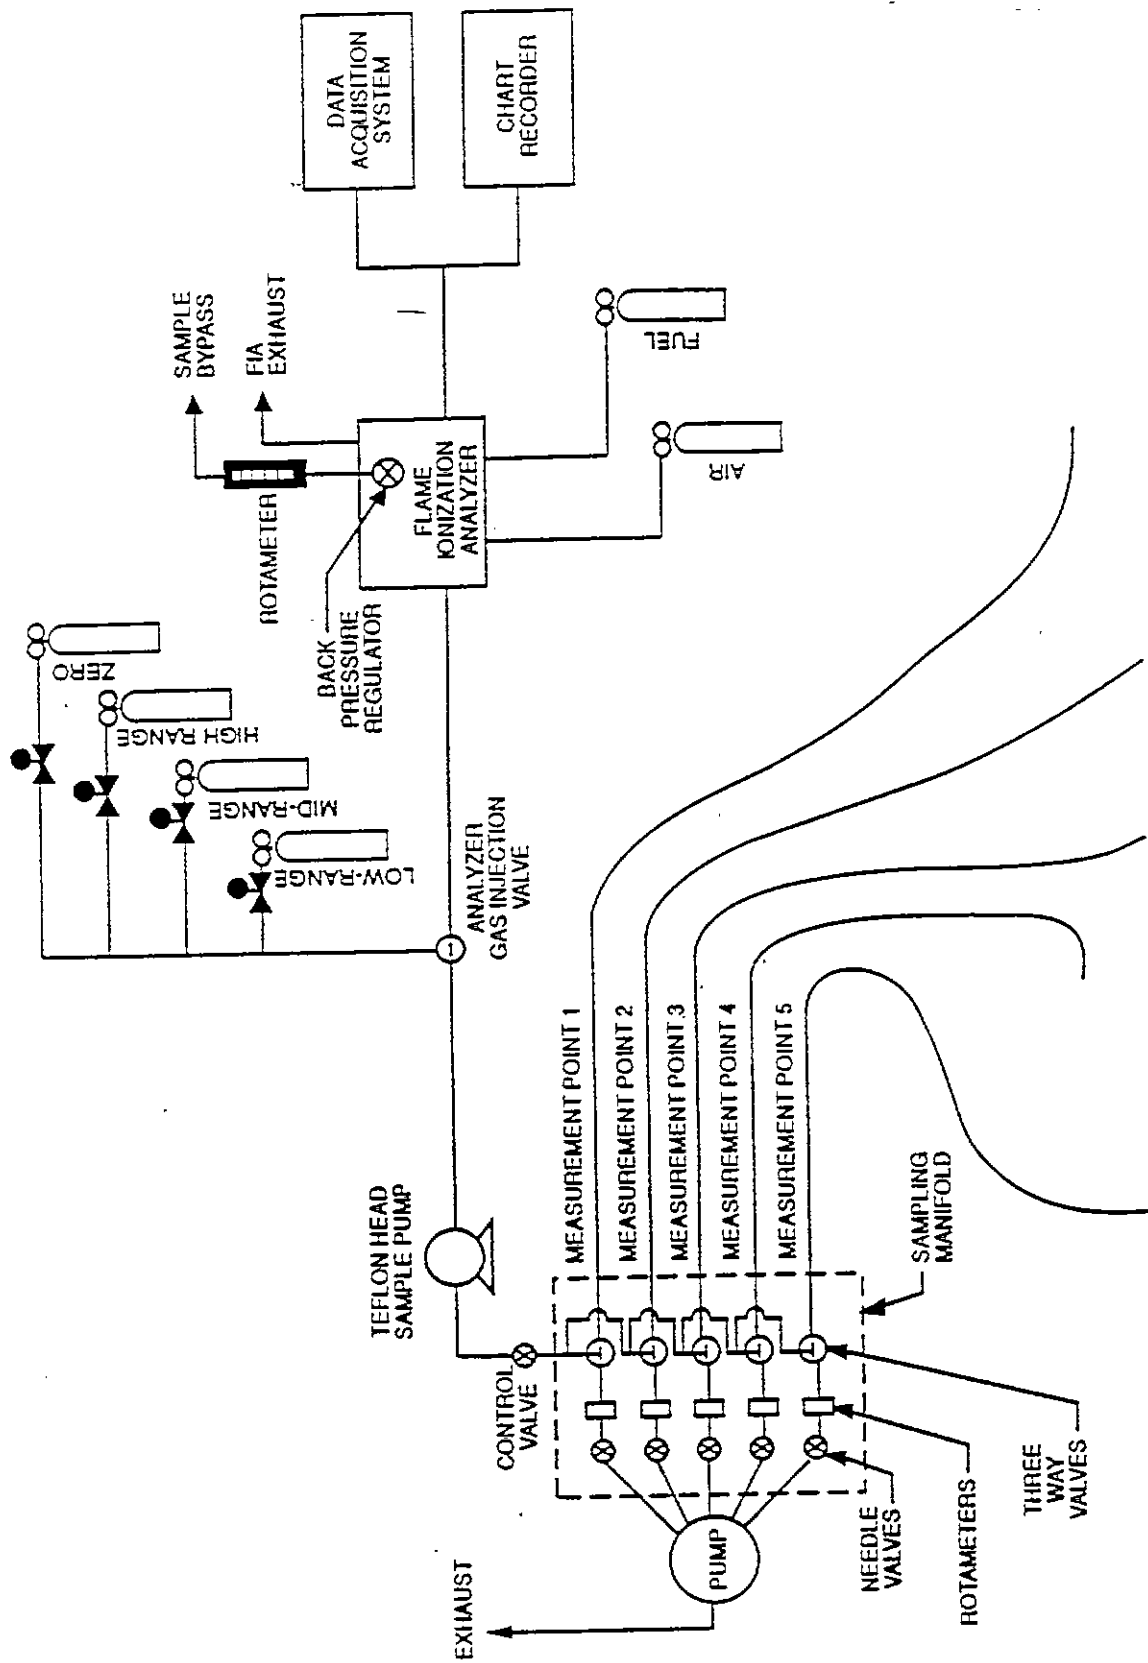 DATA
ACQUISITION
SYSTEM
CHART
RECORDER
SAMPLE
BYPASS
FIA
EXHAUST
ROTAMETER
BACK
PRESSURE
REGULATOR
FLAME
IONIZATION
ANALYZER
FUEL
AIR
ZERO
HIGH RANGE
MID-RANGE
LOW-RANGE
ANALYZER
GAS INJECTION
VALVE
TEFLON HEAD
SAMPLE PUMP
CONTROL
VALVE
MEASUREMENT POINT 1
MEASUREMENT POINT 2
MEASUREMENT POINT 3
MEASUREMENT POINT 4
MEASUREMENT POINT 5
SAMPLING
MANIFOLD
EXHAUST
PUMP
NEEDLE
VALVES
ROTAMETERS
THREE
WAY
VALVES